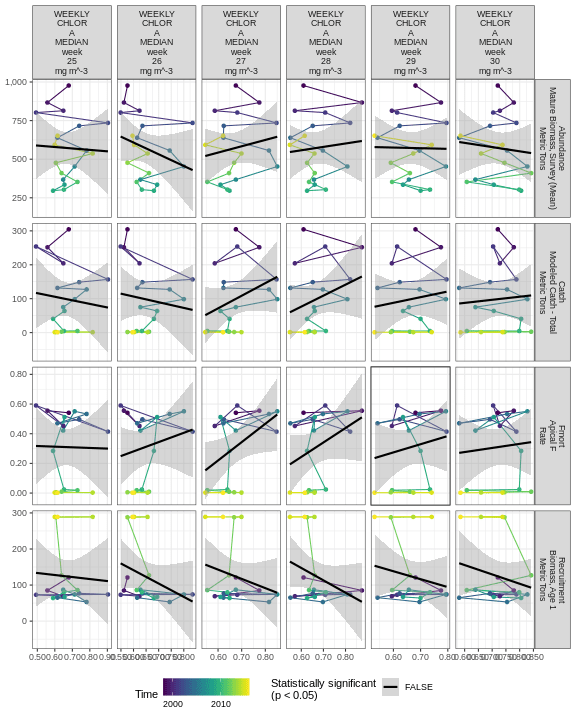 WEEKLY CHLOR A MEDIAN week 25 mg m^-3
WEEKLY CHLOR A MEDIAN week 26 mg m^-3
WEEKLY CHLOR A MEDIAN week 27 mg m^-3
WEEKLY CHLOR A MEDIAN week 28 mg m^-3
WEEKLY CHLOR A MEDIAN week 29 mg m^-3
WEEKLY CHLOR A MEDIAN week 30 mg m^-3
1,000
750
500
250
Abundance
Mature Biomass, Survey (Mean)
Metric Tons
300
200
100
0
Catch
Modeled Catch - Total
Metric Tons
0.80
0.60
0.40
0.20
0.00
Fmort
Apical F
Rate
300
200
100
0
Recruitment
Biomass, Age 1
Metric Tons
0.60 0.70 0.80
0.60 0.80
0.60 0.70 0.80
Time
2000 2010
Statistically significant
(p < 0.05)
FALSE